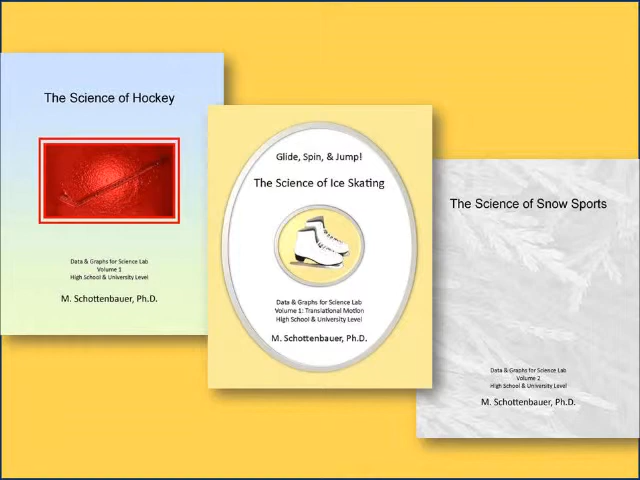 The Science of Hockey
Data & Graphs for Science Lab
Volume 1
High School & University Level
M. Schottenbauer, Ph.D.
Glide, Spin, & Jump!
The Science of Ice Skating
Data & Graphs for Science Lab
Volume 1: Translational Motion
High School & University Level
M. Schottenbauer, Ph.D.
The Science of Snow Sports
Data & Graphs for Science Lab
Volume 2
High School & University Level
M. Schottenbauer, Ph.D.